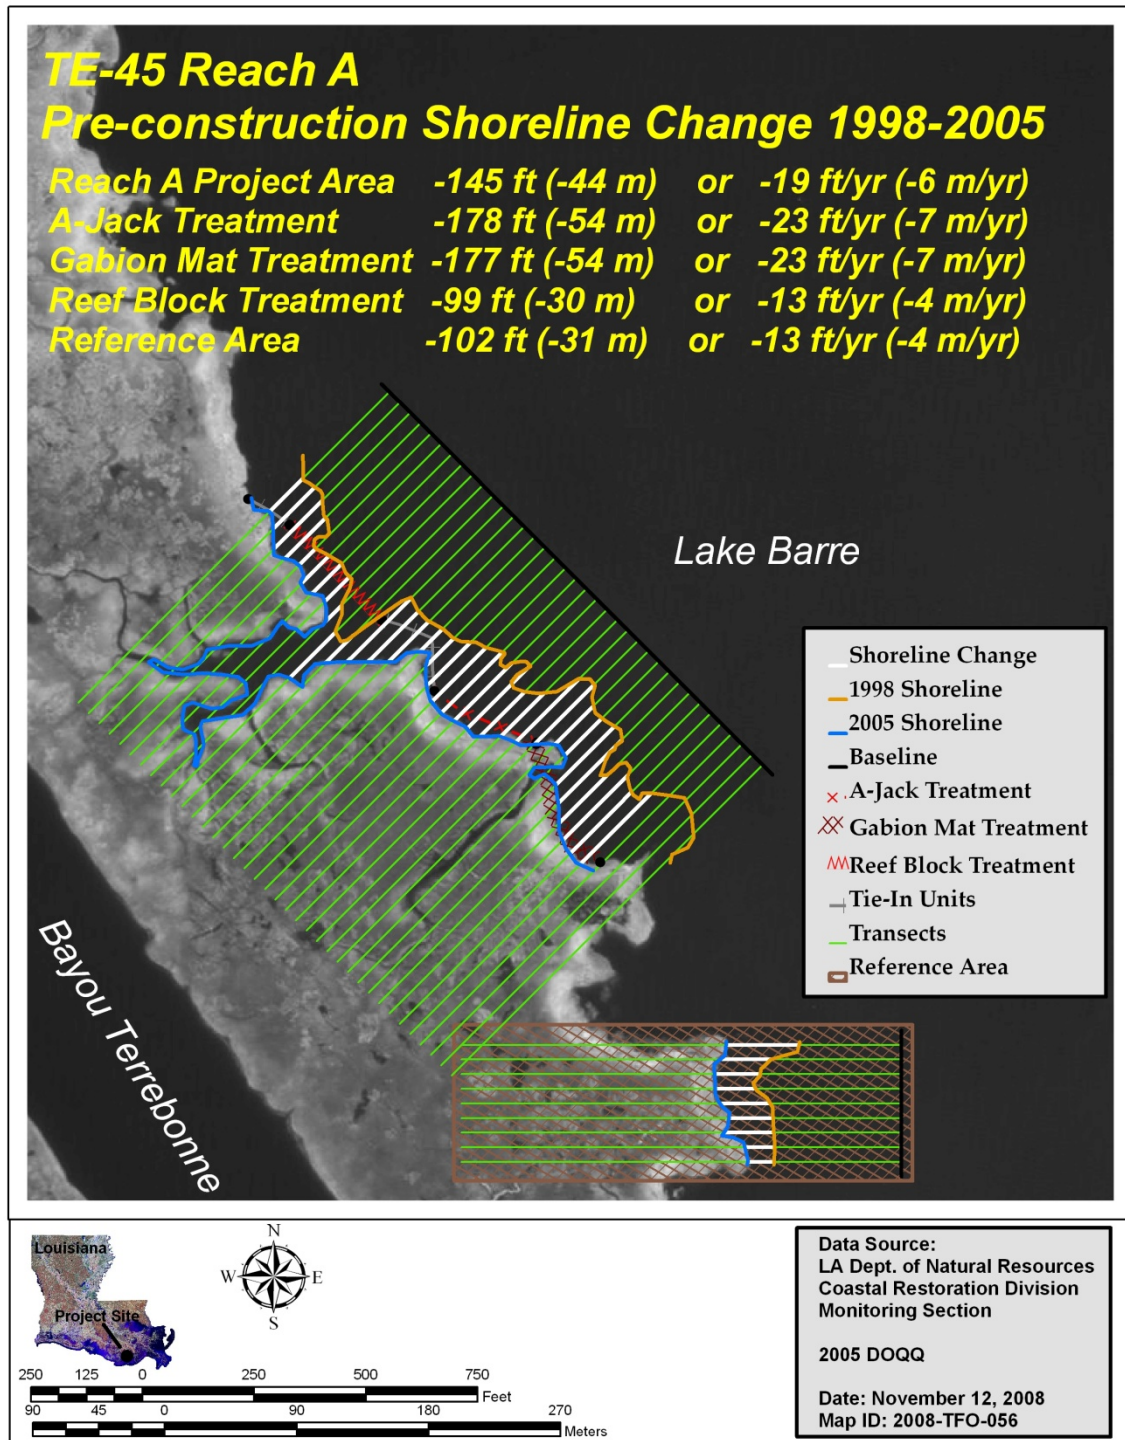 TE-45 Reach A
Pre-construction Shoreline Change 1998-2005
Reach A Project Area -145 ft (-44 m) or -19 ft/yr (-6 m/yr)
A-Jack Treatment -178 ft (-54 m) or -23 ft/yr (-7 m/yr)
Gabion Mat Treatment -177 ft (-54 m) or -23 ft/yr (-7 m/yr)
Reef Block Treatment -99 ft (-30 m) or -13 ft/yr (-4 m/yr)
Reference Area -102 ft (-31 m) or -13 ft/yr (-4 m/yr)
Lake Barre
Shoreline Change
1998 Shoreline
2005 Shoreline
Baseline
A-Jack Treatment
Gabion Mat Treatment
Reef Block Treatment
Tie-In Units
Transects
Reference Area
Bayou Terrebonne
Louisiana
Project Site
N
W E
S
250 125 0 250 500 750
Feet
90 45 0 90 180 270
Meters
Data Source:
LA Dept. of Natural Resources
Coastal Restoration Division
Monitoring Section
2005 DOQQ
Date: November 12, 2008
Map ID: 2008-TFO-056